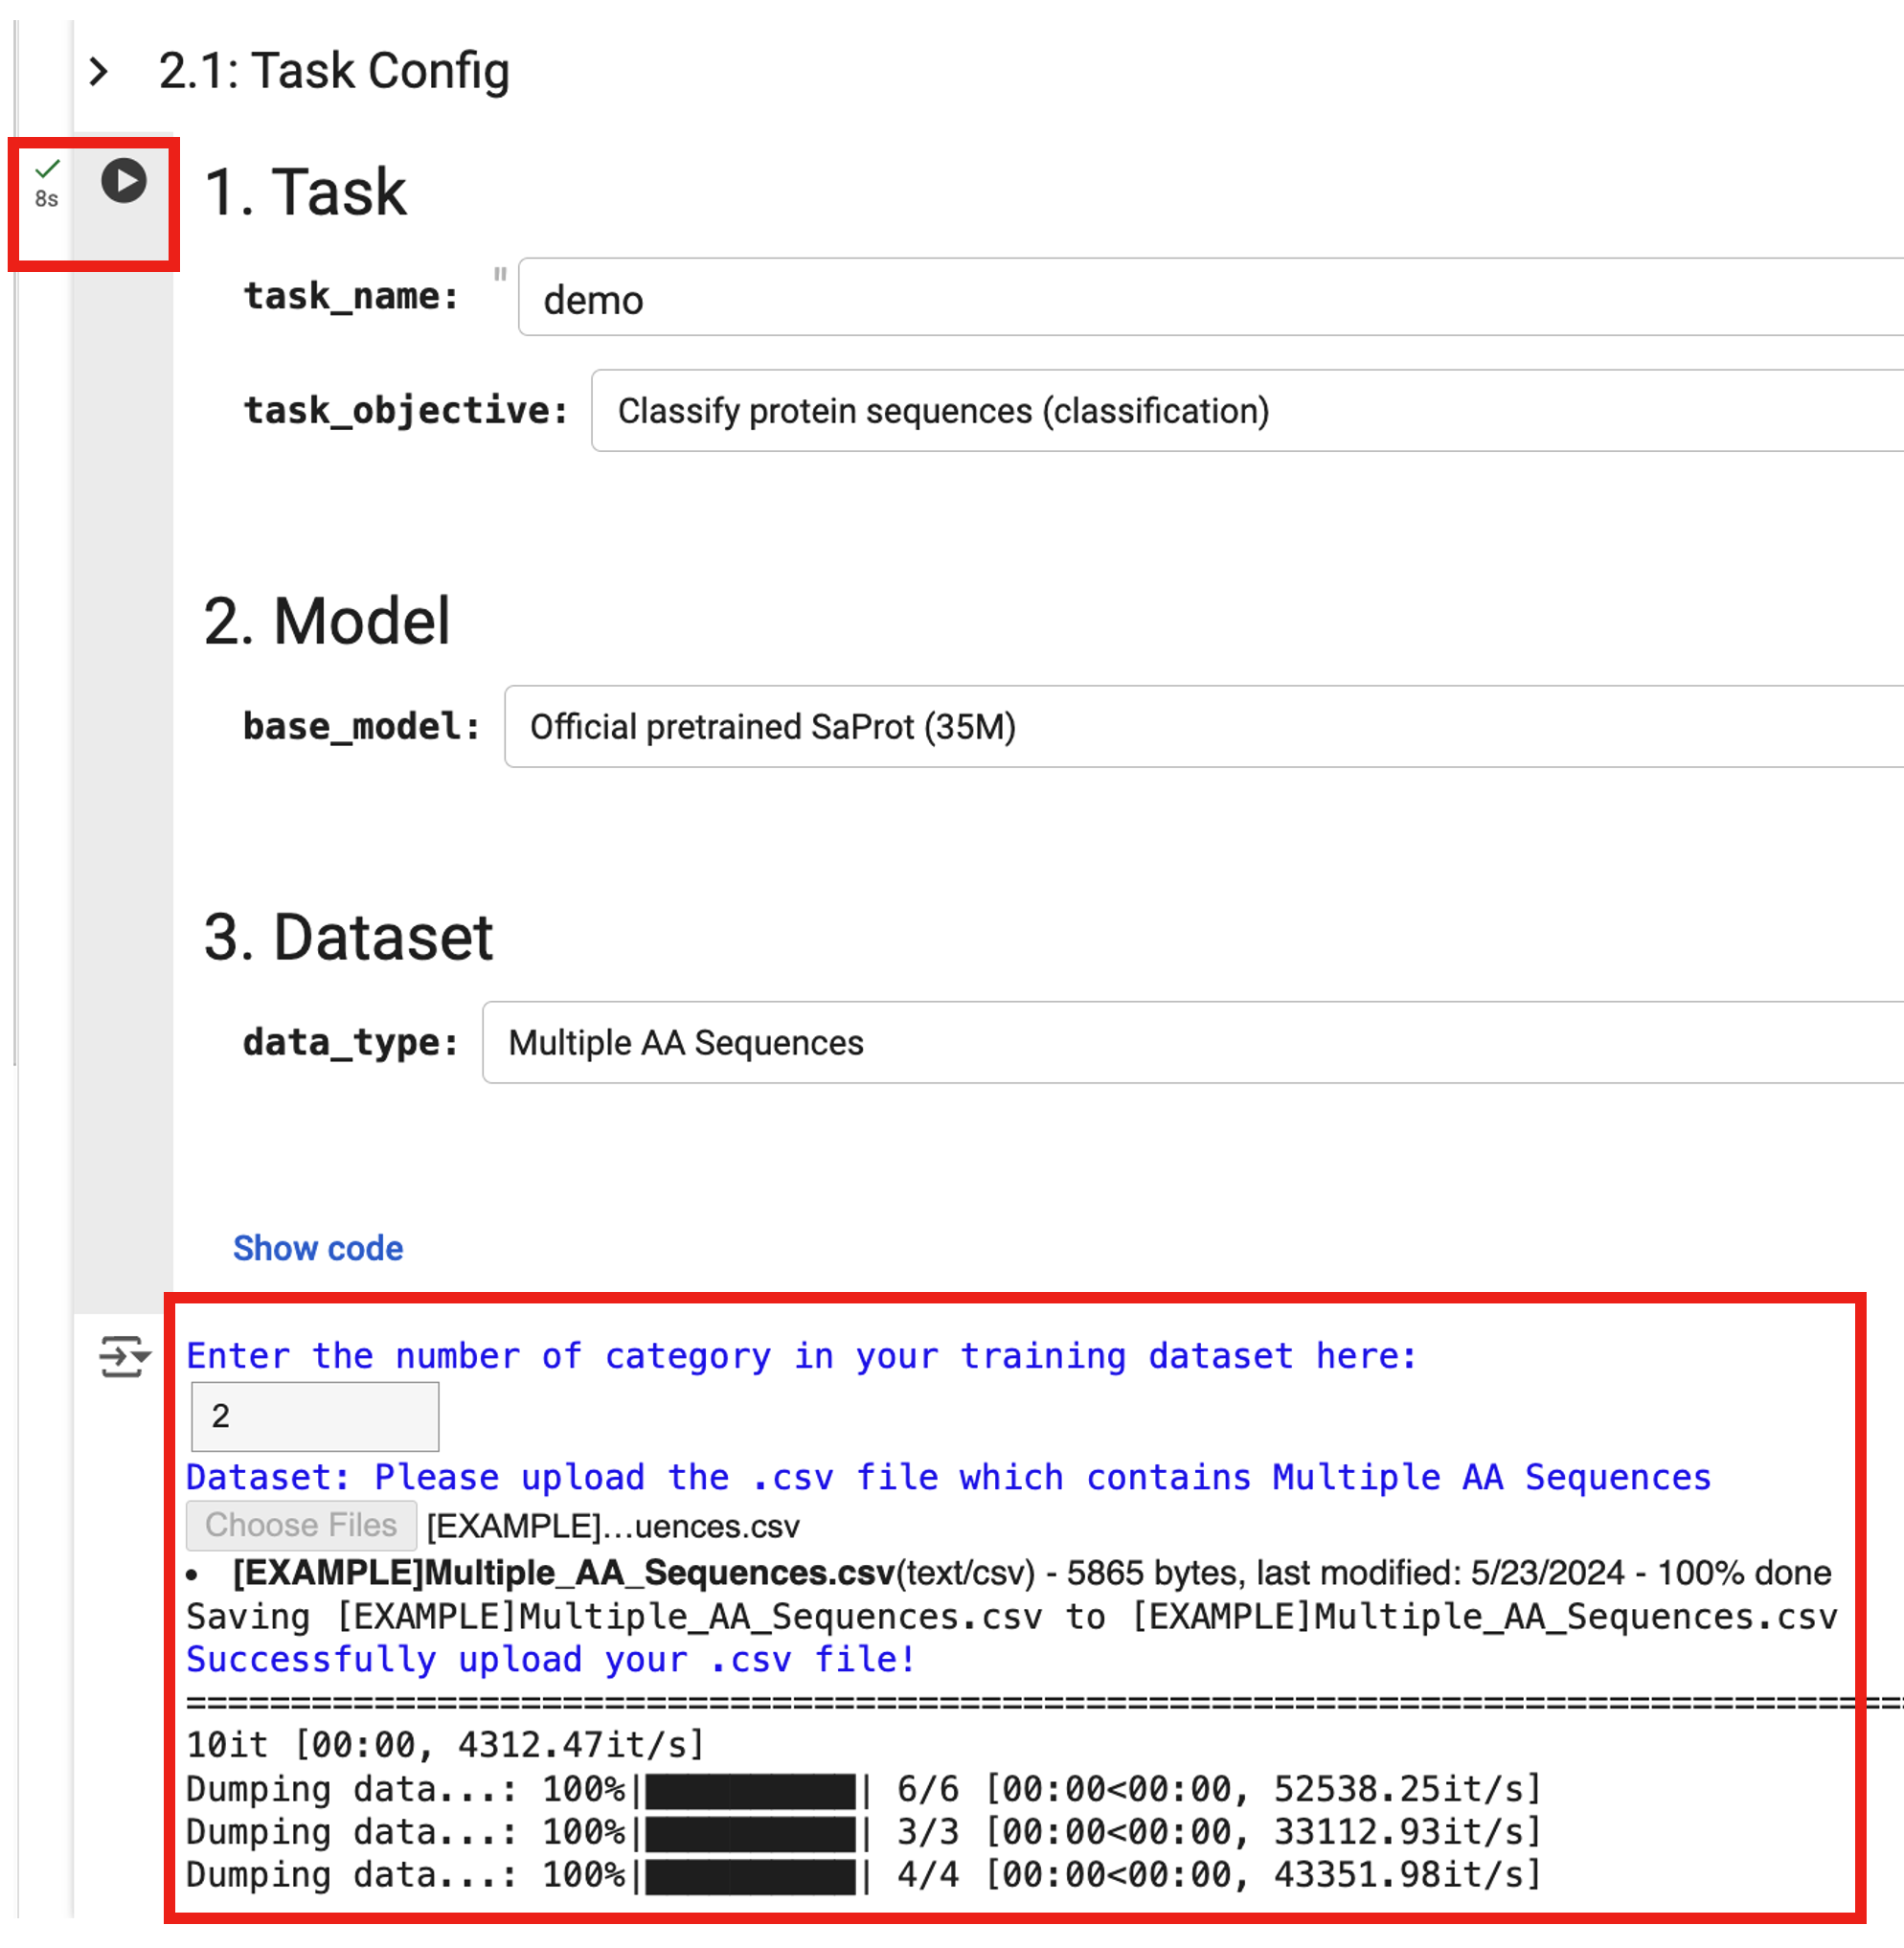 2.1: Task Config
8s
1. Task
task_name: " demo
task_objective: Classify protein sequences (classification)
2. Model
base_model: Official pretrained SaProt (35M)
3. Dataset
data_type: Multiple AA Sequences
Show code
Enter the number of category in your training dataset here:
2
Dataset: Please upload the .csv file which contains Multiple AA Sequences
Choose Files [EXAMPLE]...uences.csv
• [EXAMPLE]Multiple_AA_Sequences.csv(text/csv) - 5865 bytes, last modified: 5/23/2024 - 100% done
Saving [EXAMPLE]Multiple_AA_Sequences.csv to [EXAMPLE]Multiple_AA_Sequences.csv
Successfully upload your .csv file!
==================================================================================
10it [00:00, 4312.47it/s]
Dumping data...: 100%|██████████| 6/6 [00:00<00:00, 52538.25it/s]
Dumping data...: 100%|██████████| 3/3 [00:00<00:00, 33112.93it/s]
Dumping data...: 100%|██████████| 4/4 [00:00<00:00, 43351.98it/s]